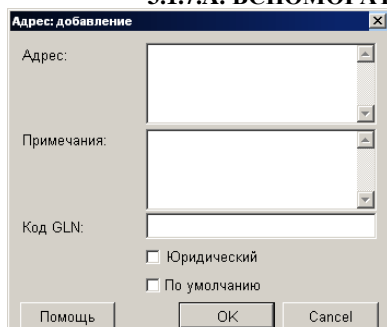 Адрес: добавление
Адрес:
Примечания:
Код GLN:
Юридический
По умолчанию
Помощь OK Cancel